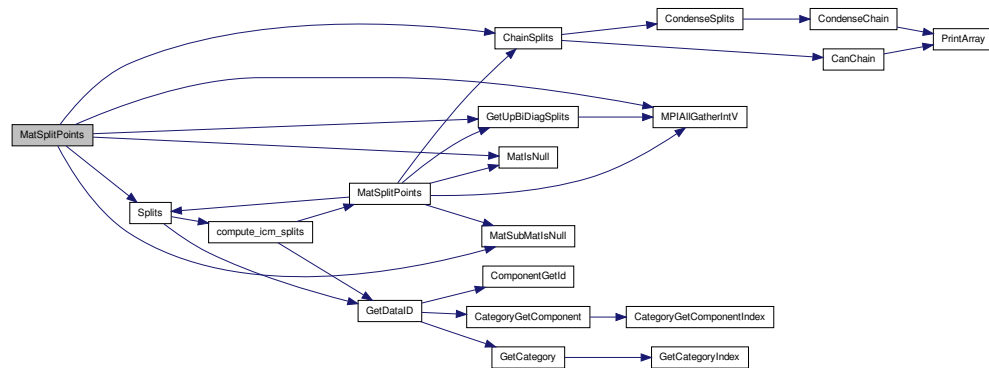 CondenseSplits
CondenseChain
ChainSplits
PrintArray
CanChain
MatSplitPoints
GetUpBiDiagSplits
MPIAllGatherIntV
MatIsNull
MatSplitPoints
Splits
compute_icm_splits
MatSubMatIsNull
ComponentGetId
GetDataID
CategoryGetComponent
CategoryGetComponentIndex
GetCategory
GetCategoryIndex